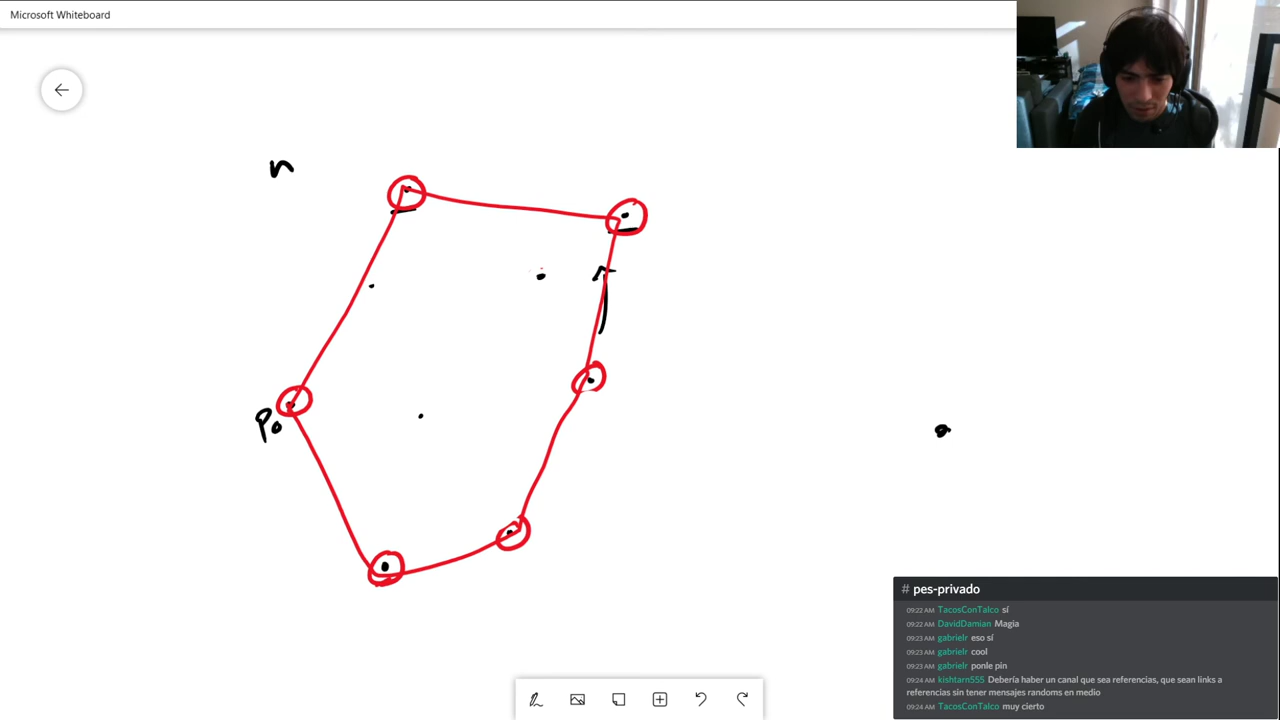 Microsoft Whiteboard
n
Po
# pes-privado
09:22 AM TacosConTalco sí
09:22 AM DavidDamian Magia
09:23 AM gabrielr eso sí
09:23 AM gabrielr cool
09:23 AM gabrielr ponle pin
09:24 AM kishtarn555 Debería haber un canal que sea referencias, que sean links a
referencias sin tener mensajes randoms en medio
09:24 AM TacosConTalco muy cierto